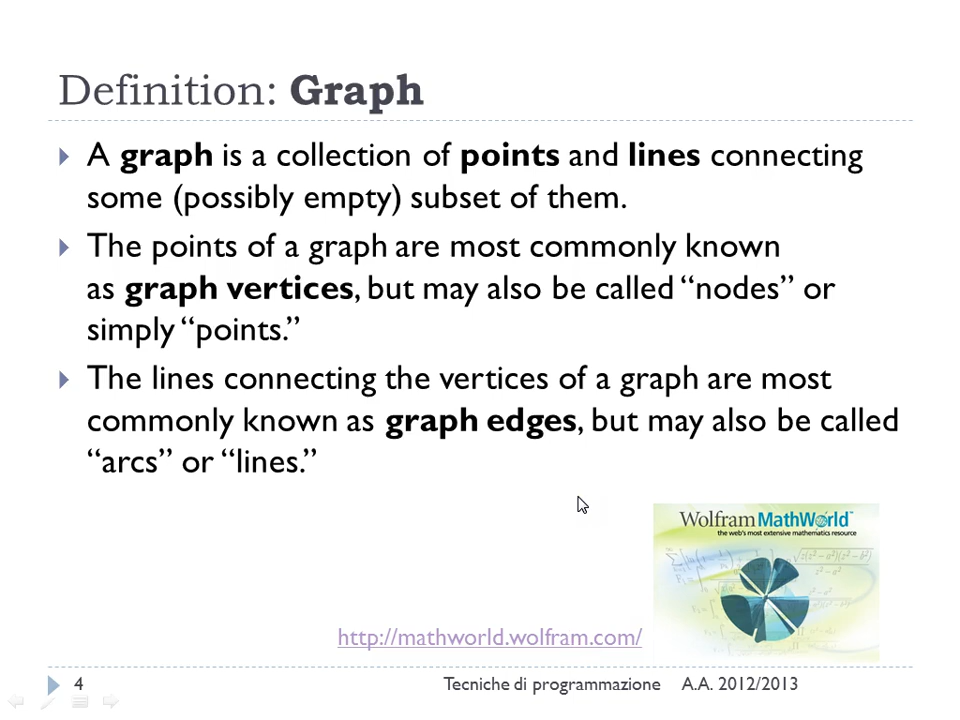 Definition: Graph
A graph is a collection of points and lines connecting
some (possibly empty) subset of them.
The points of a graph are most commonly known
as graph vertices, but may also be called “nodes” or
simply “points.”
The lines connecting the vertices of a graph are most
commonly known as graph edges, but may also be called
“arcs” or “lines.”
Wolfram MathWorld™
the web's most extensive mathematics resource
http://mathworld.wolfram.com/
4 Tecniche di programmazione A.A. 2012/2013